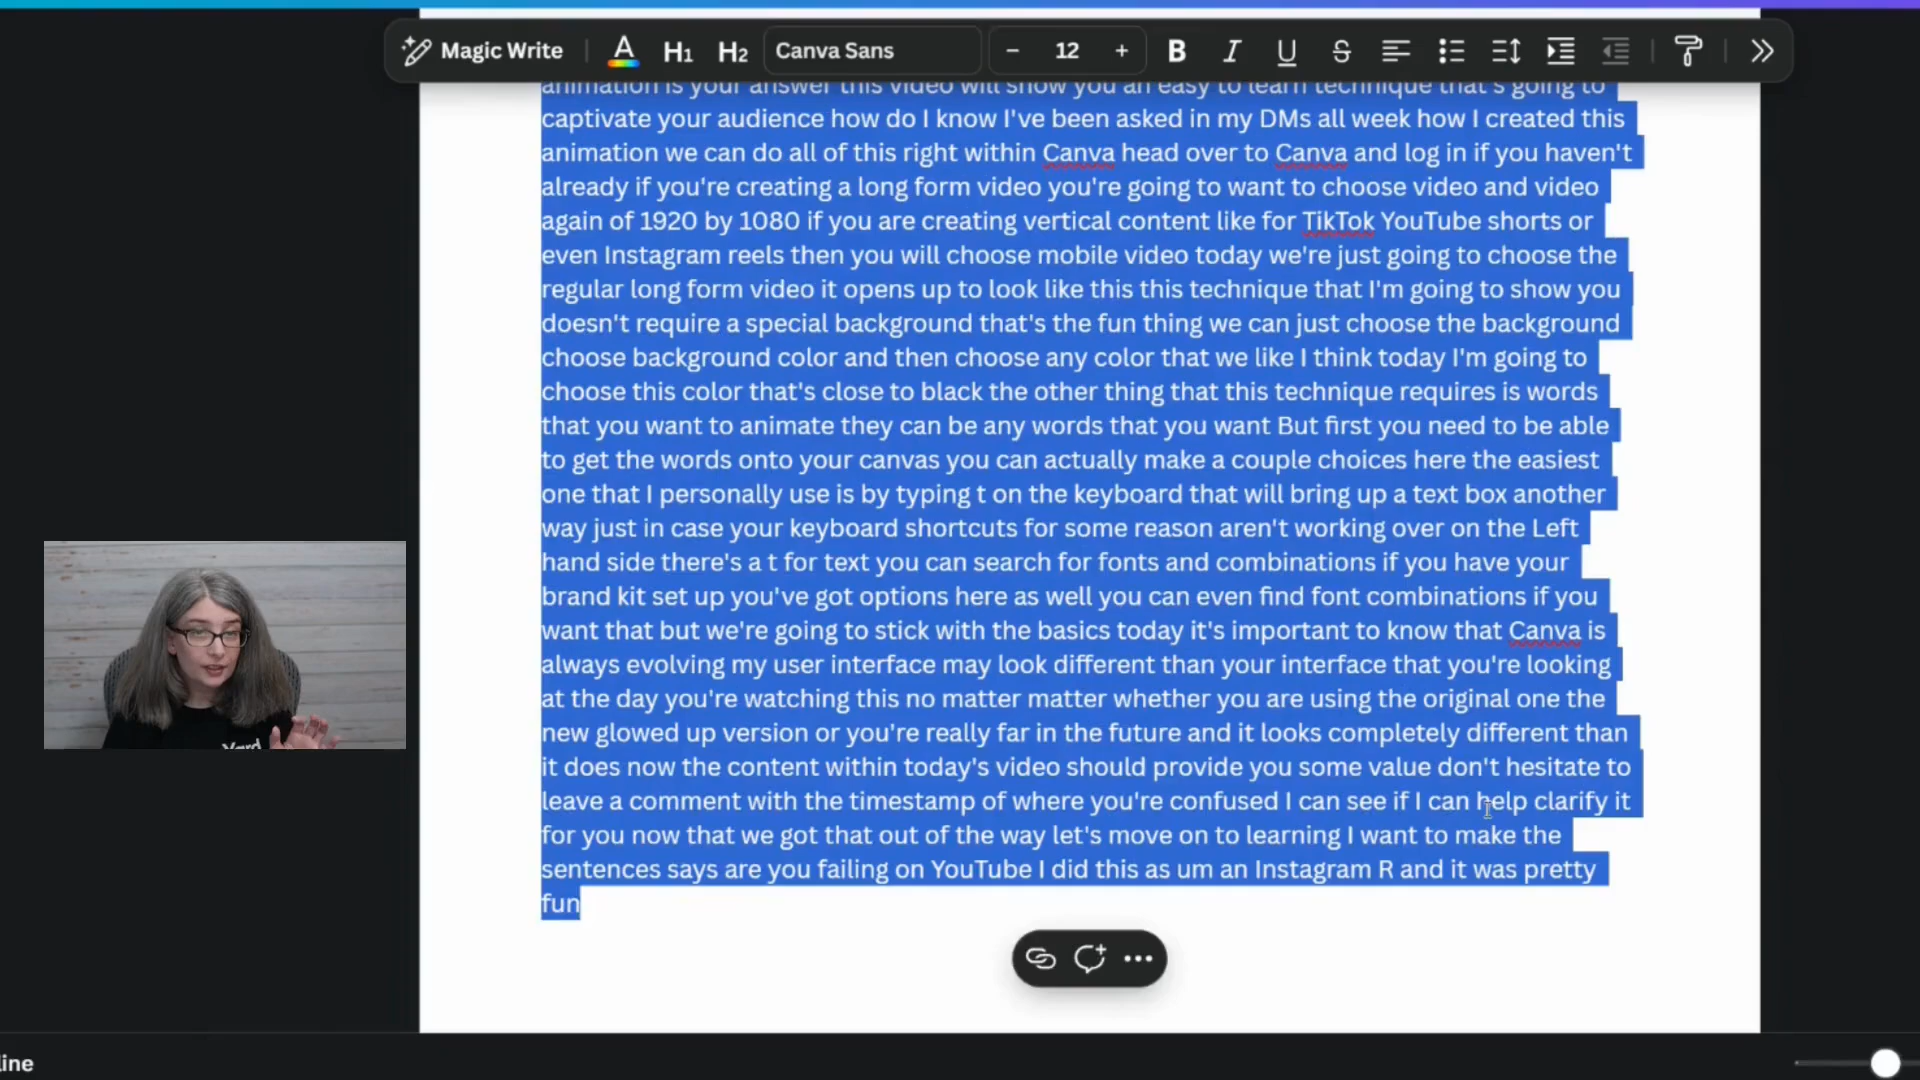 Magic Write A H1 H2 Canva Sans − 12 + B I U S
animation is your answer this video will show you an easy to learn technique that's going to
captivate your audience how do I know I've been asked in my DMs all week how I created this
animation we can do all of this right within Canva head over to Canva and log in if you haven't
already if you're creating a long form video you're going to want to choose video and video
again of 1920 by 1080 if you are creating vertical content like for TikTok YouTube shorts or
even Instagram reels then you will choose mobile video today we're just going to choose the
regular long form video it opens up to look like this this technique that I'm going to show you
doesn't require a special background that's the fun thing we can just choose the background
choose background color and then choose any color that we like I think today I'm going to
choose this color that's close to black the other thing that this technique requires is words
that you want to animate they can be any words that you want But first you need to be able
to get the words onto your canvas you can actually make a couple choices here the easiest
one that I personally use is by typing t on the keyboard that will bring up a text box another
way just in case your keyboard shortcuts for some reason aren't working over on the Left
hand side there's a t for text you can search for fonts and combinations if you have your
brand kit set up you've got options here as well you can even find font combinations if you
want that but we're going to stick with the basics today it's important to know that Canva is
always evolving my user interface may look different than your interface that you're looking
at the day you're watching this no matter matter whether you are using the original one the
new glowed up version or you're really far in the future and it looks completely different than
it does now the content within today's video should provide you some value don't hesitate to
leave a comment with the timestamp of where you're confused I can see if I can help clarify it
for you now that we got that out of the way let's move on to learning I want to make the
sentences says are you failing on YouTube I did this as um an Instagram R and it was pretty
fun
line